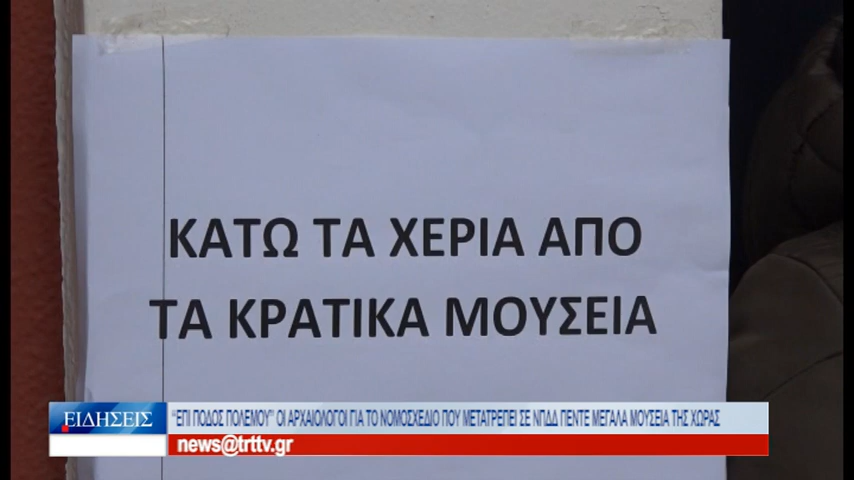 ΚΑΤΩ ΤΑ ΧΕΡΙΑ ΑΠΟ
ΤΑ ΚΡΑΤΙΚΑ ΜΟΥΣΕΙΑ
ΕΙΔΗΣΕΙΣ
“ΕΠΙ ΠΟΔΟΣ ΠΟΛΕΜΟΥ” ΟΙ ΑΡΧΑΙΟΛΟΓΟΙ ΓΙΑ ΤΟ ΝΟΜΟΣΧΕΔΙΟ ΠΟΥ ΜΕΤΑΤΡΕΠΕΙ ΣΕ ΝΠΔΔ ΠΕΝΤΕ ΜΕΓΑΛΑ ΜΟΥΣΕΙΑ ΤΗΣ ΧΩΡΑΣ
news@trttv.gr